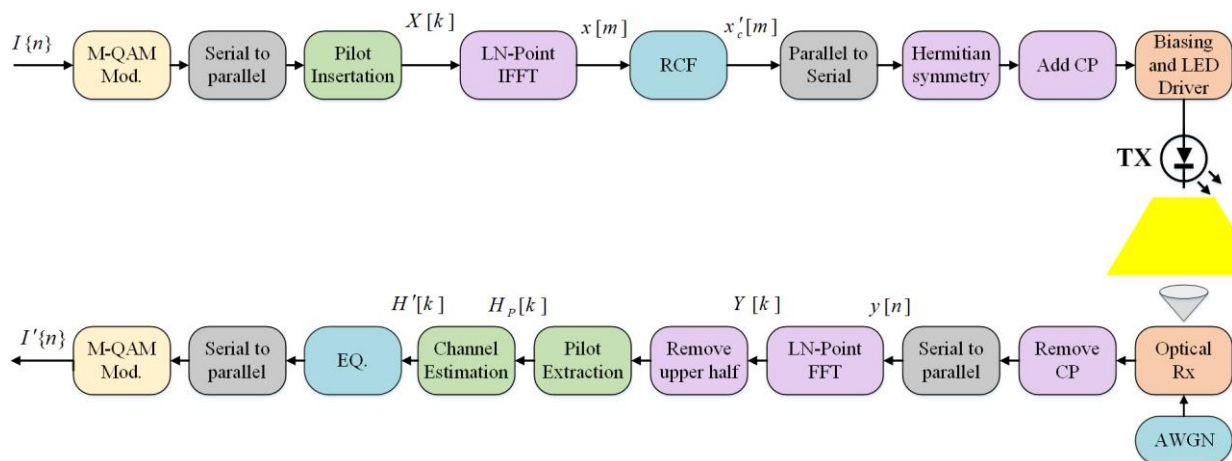 I{n}
M-QAM
Mod.
Serial to
parallel
Pilot
Insertation
X[k]
LN-Point
IFFT
x[m]
RCF
x'_c[m]
Parallel to
Serial
Hermitian
symmetry
Add CP
Biasing
and LED
Driver
TX
I'{n}
M-QAM
Mod.
Serial to
parallel
EQ.
H'[k]
Channel
Estimation
H_P[k]
Pilot
Extraction
Remove
upper half
Y[k]
LN-Point
FFT
y[n]
Serial to
parallel
Remove
CP
Optical
Rx
AWGN